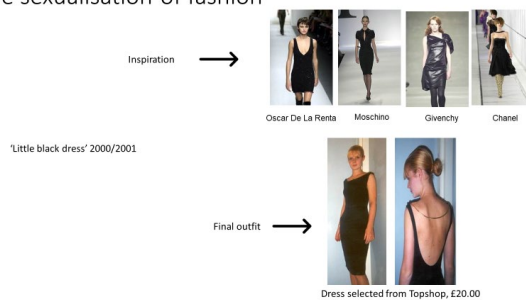 sexualisation of fashion
Inspiration
Oscar De La Renta Moschino Givenchy Chanel
'Little black dress' 2000/2001
Final outfit
Dress selected from Topshop, £20.00